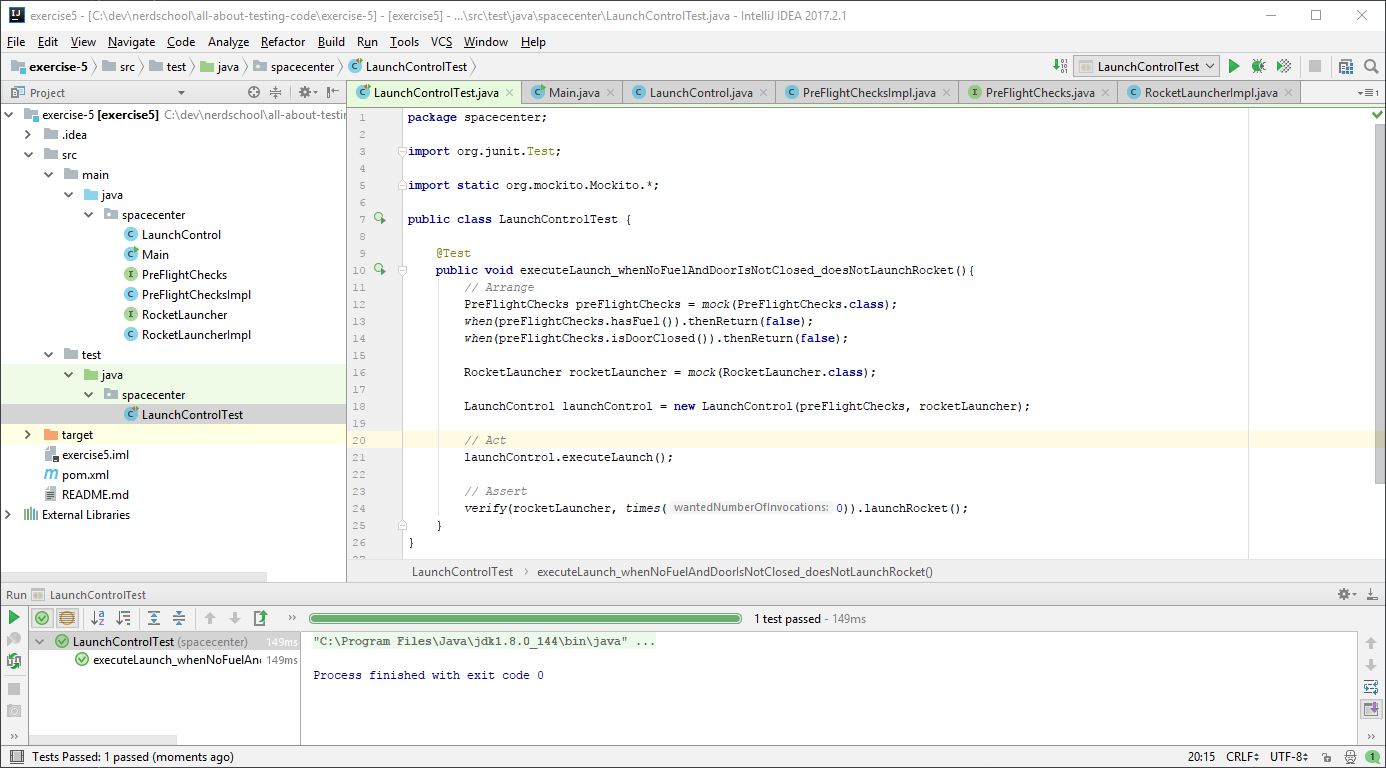 exercise5 - [C:\dev\nerdschool\all-about-testing-code\exercise-5] - [exercise5] - ...\src\test\java\spacecenter\LaunchControlTest.java - IntelliJ IDEA 2017.2.1
File Edit View Navigate Code Analyze Refactor Build Run Tools VCS Window Help
exercise-5 src test java spacecenter LaunchControlTest LaunchControlTest
Project
LaunchControlTest.java Main.java LaunchControl.java PreFlightChecksImpl.java PreFlightChecks.java RocketLauncherImpl.java
exercise-5 [exercise5] C:\dev\nerdschool\all-about-testin
.idea
src
main
java
spacecenter
LaunchControl
Main
PreFlightChecks
PreFlightChecksImpl
RocketLauncher
RocketLauncherImpl
test
java
spacecenter
LaunchControlTest
target
exercise5.iml
pom.xml
README.md
External Libraries
1 package spacecenter;
2
3 import org.junit.Test;
4
5 import static org.mockito.Mockito.*;
6
7 public class LaunchControlTest {
8
9 @Test
10 public void executeLaunch_whenNoFuelAndDoorIsNotClosed_doesNotLaunchRocket(){
11 // Arrange
12 PreFlightChecks preFlightChecks = mock(PreFlightChecks.class);
13 when(preFlightChecks.hasFuel()).thenReturn(false);
14 when(preFlightChecks.isDoorClosed()).thenReturn(false);
15
16 RocketLauncher rocketLauncher = mock(RocketLauncher.class);
17
18 LaunchControl launchControl = new LaunchControl(preFlightChecks, rocketLauncher);
19
20 // Act
21 launchControl.executeLaunch();
22
23 // Assert
24 verify(rocketLauncher, times( wantedNumberOfInvocations: 0)).launchRocket();
25 }
26 }
LaunchControlTest executeLaunch_whenNoFuelAndDoorIsNotClosed_doesNotLaunchRocket()
Run LaunchControlTest
1 test passed - 149ms
LaunchControlTest (spacecenter) 149ms
executeLaunch_whenNoFuelAnd 149ms
"C:\Program Files\Java\jdk1.8.0_144\bin\java" ...
Process finished with exit code 0
Tests Passed: 1 passed (moments ago) 20:15 CRLF UTF-8 1